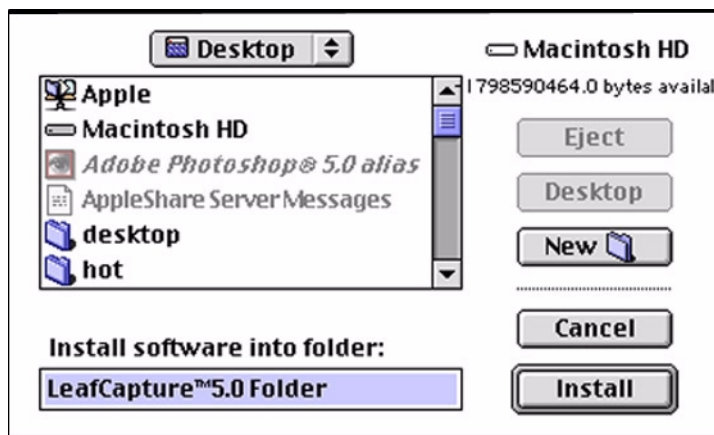 Desktop
Macintosh HD
1798590464.0 bytes availal
Apple
Macintosh HD
Adobe Photoshop® 5.0 alias
AppleShare Server Messages
desktop
hot
Eject
Desktop
New
Cancel
Install software into folder:
LeafCapture™5.0 Folder
Install